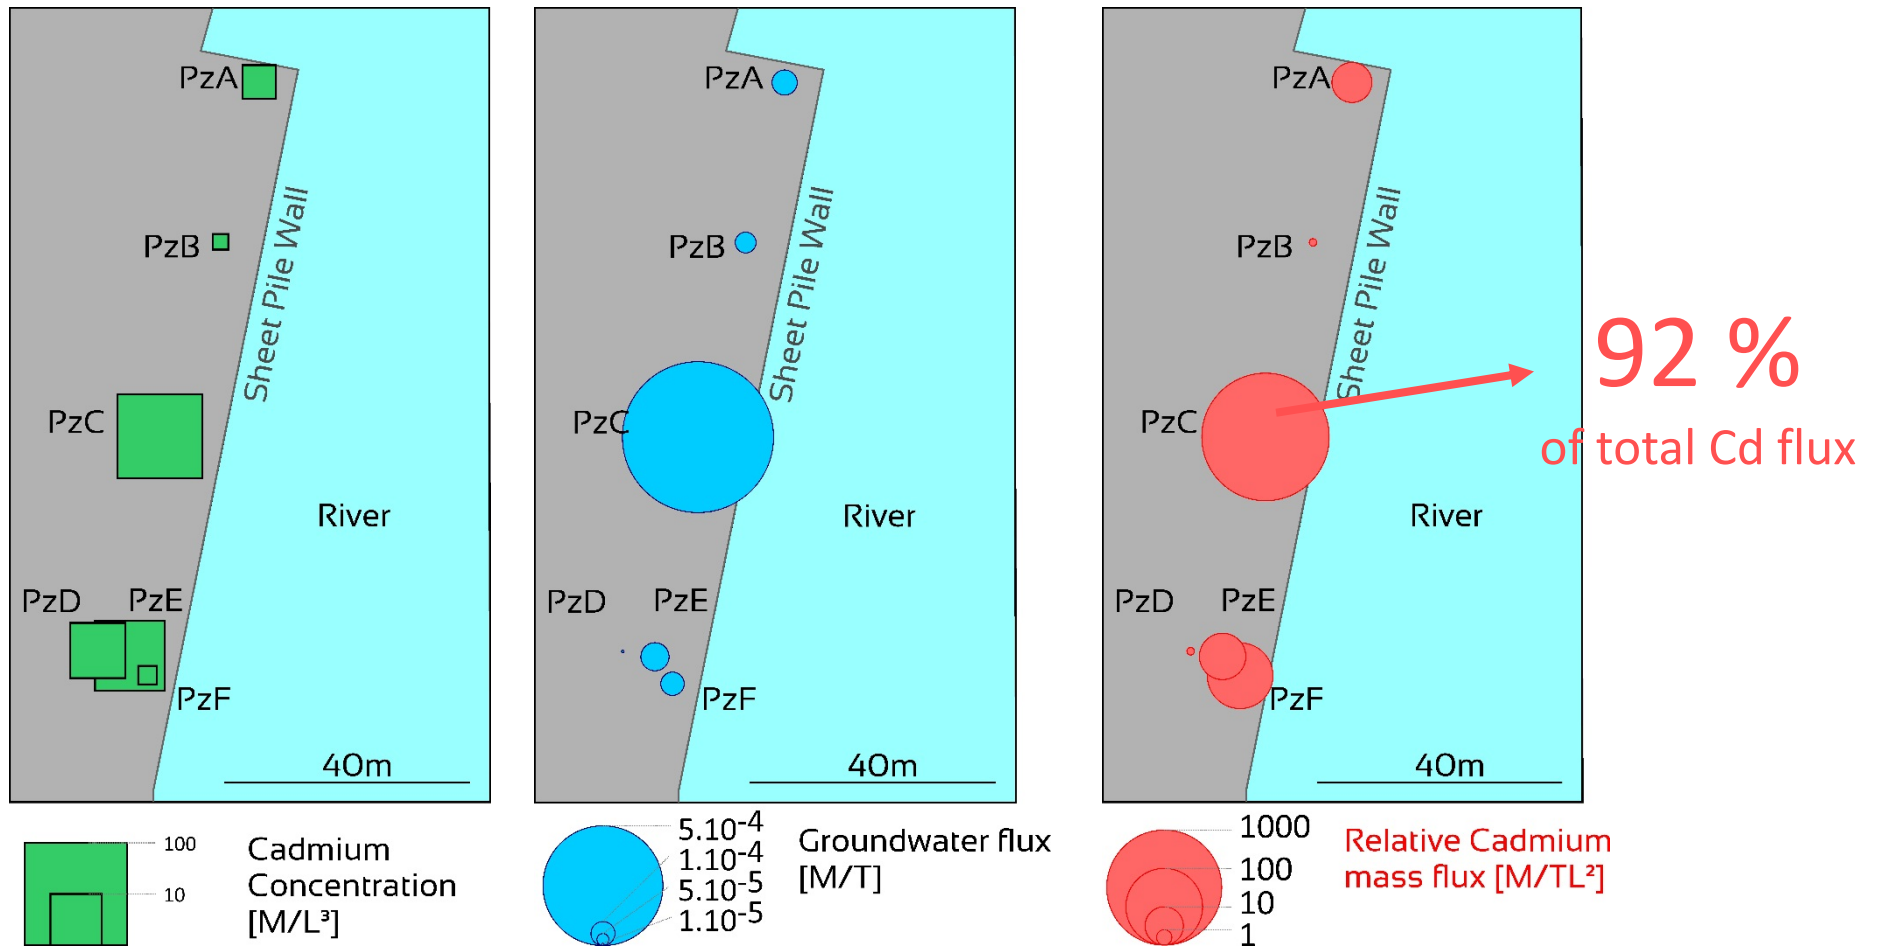 PzA
PzB
Sheet Pile Wall
PzC
River
PzD
PzE
PzF
40m
100
10
Cadmium
Concentration
[M/L³]
PzA
PzB
Sheet Pile Wall
PzC
River
PzD
PzE
PzF
40m
5.10⁻⁴
1.10⁻⁴
5.10⁻⁵
1.10⁻⁵
Groundwater flux
[M/T]
PzA
PzB
Sheet Pile Wall
PzC
River
PzD
PzE
PzF
40m
92 %
of total Cd flux
1000
100
10
1
Relative Cadmium
mass flux [M/TL²]